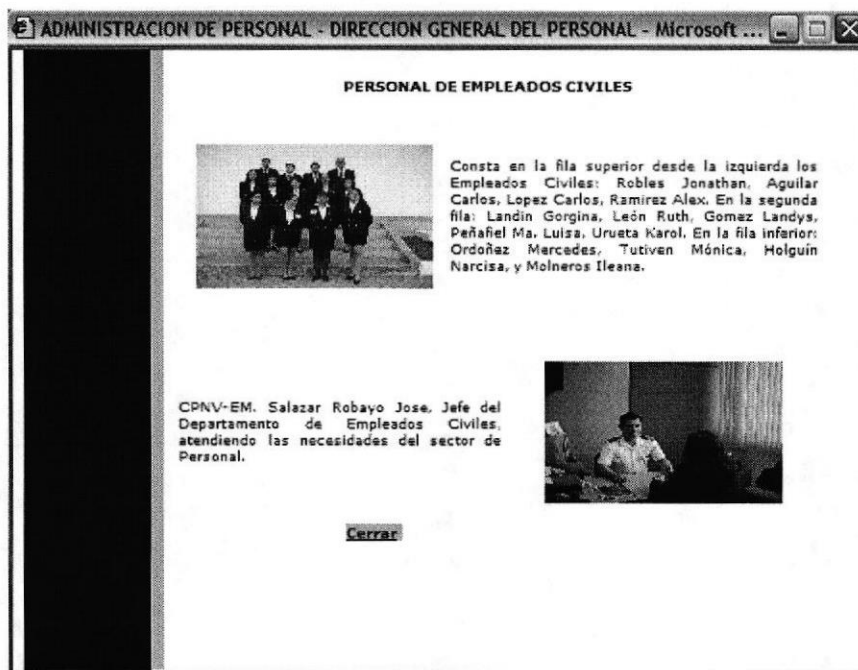 ADMINISTRACION DE PERSONAL - DIRECCION GENERAL DEL PERSONAL - Microsoft ...
PERSONAL DE EMPLEADOS CIVILES
Consta en la fila superior desde la izquierda los
Empleados Civiles: Robles Jonathan, Aguilar
Carlos, Lopez Carlos, Ramirez Alex. En la segunda
fila: Landin Gorgina, León Ruth, Gomez Landys,
Peñafiel Ma. Luisa, Urueta Karol. En la fila inferior:
Ordoñez Mercedes, Tutiven Mónica, Holguín
Narcisa, y Molneros Ileana.
CPNV-EM. Salazar Robayo Jose, Jefe del
Departamento de Empleados Civiles,
atendiendo las necesidades del sector de
Personal.
Cerrar